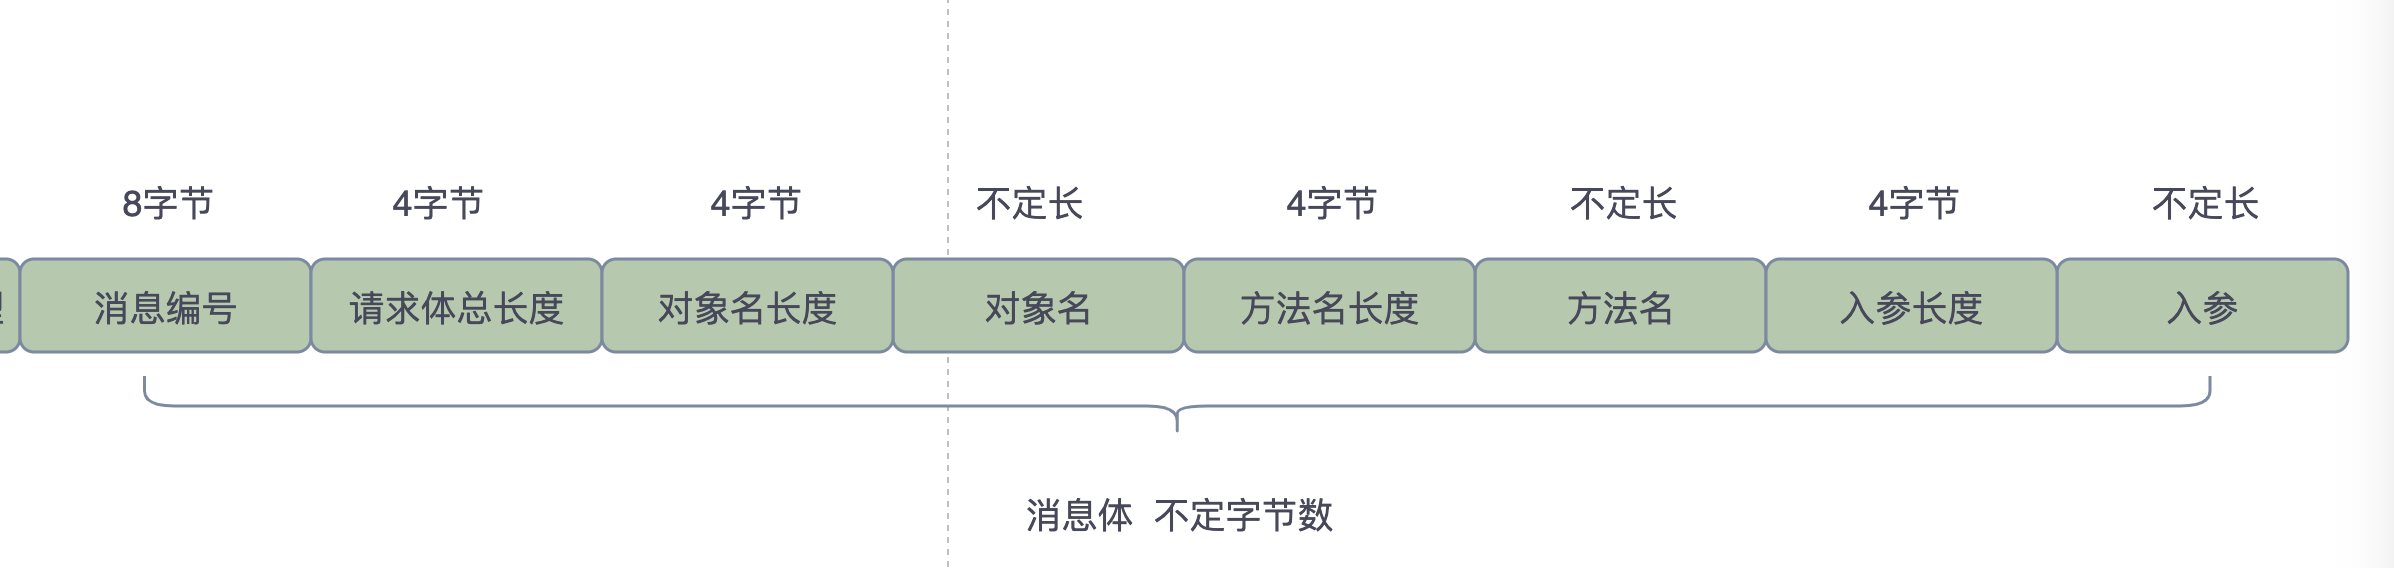 8字节 4字节 4字节 不定长 4字节 不定长 4字节 不定长
消息编号 请求体总长度 对象名长度 对象名 方法名长度 方法名 入参长度 入参
消息体 不定字节数